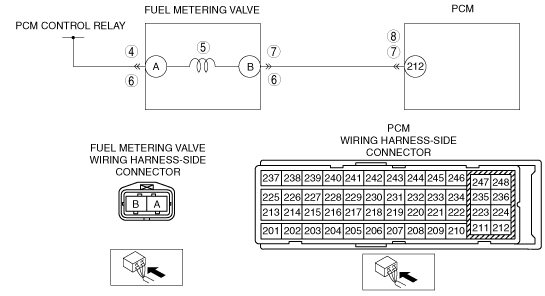 FUEL METERING VALVE
PCM
PCM CONTROL RELAY
4 5 7 8
A B 7 212
6 6
PCM
WIRING HARNESS-SIDE
CONNECTOR
FUEL METERING VALVE
WIRING HARNESS-SIDE
CONNECTOR
B A
237 238 239 240 241 242 243 244 245 246 247 248
225 226 227 228 229 230 231 232 233 234 235 236
213 214 215 216 217 218 219 220 221 222 223 224
201 202 203 204 205 206 207 208 209 210 211 212